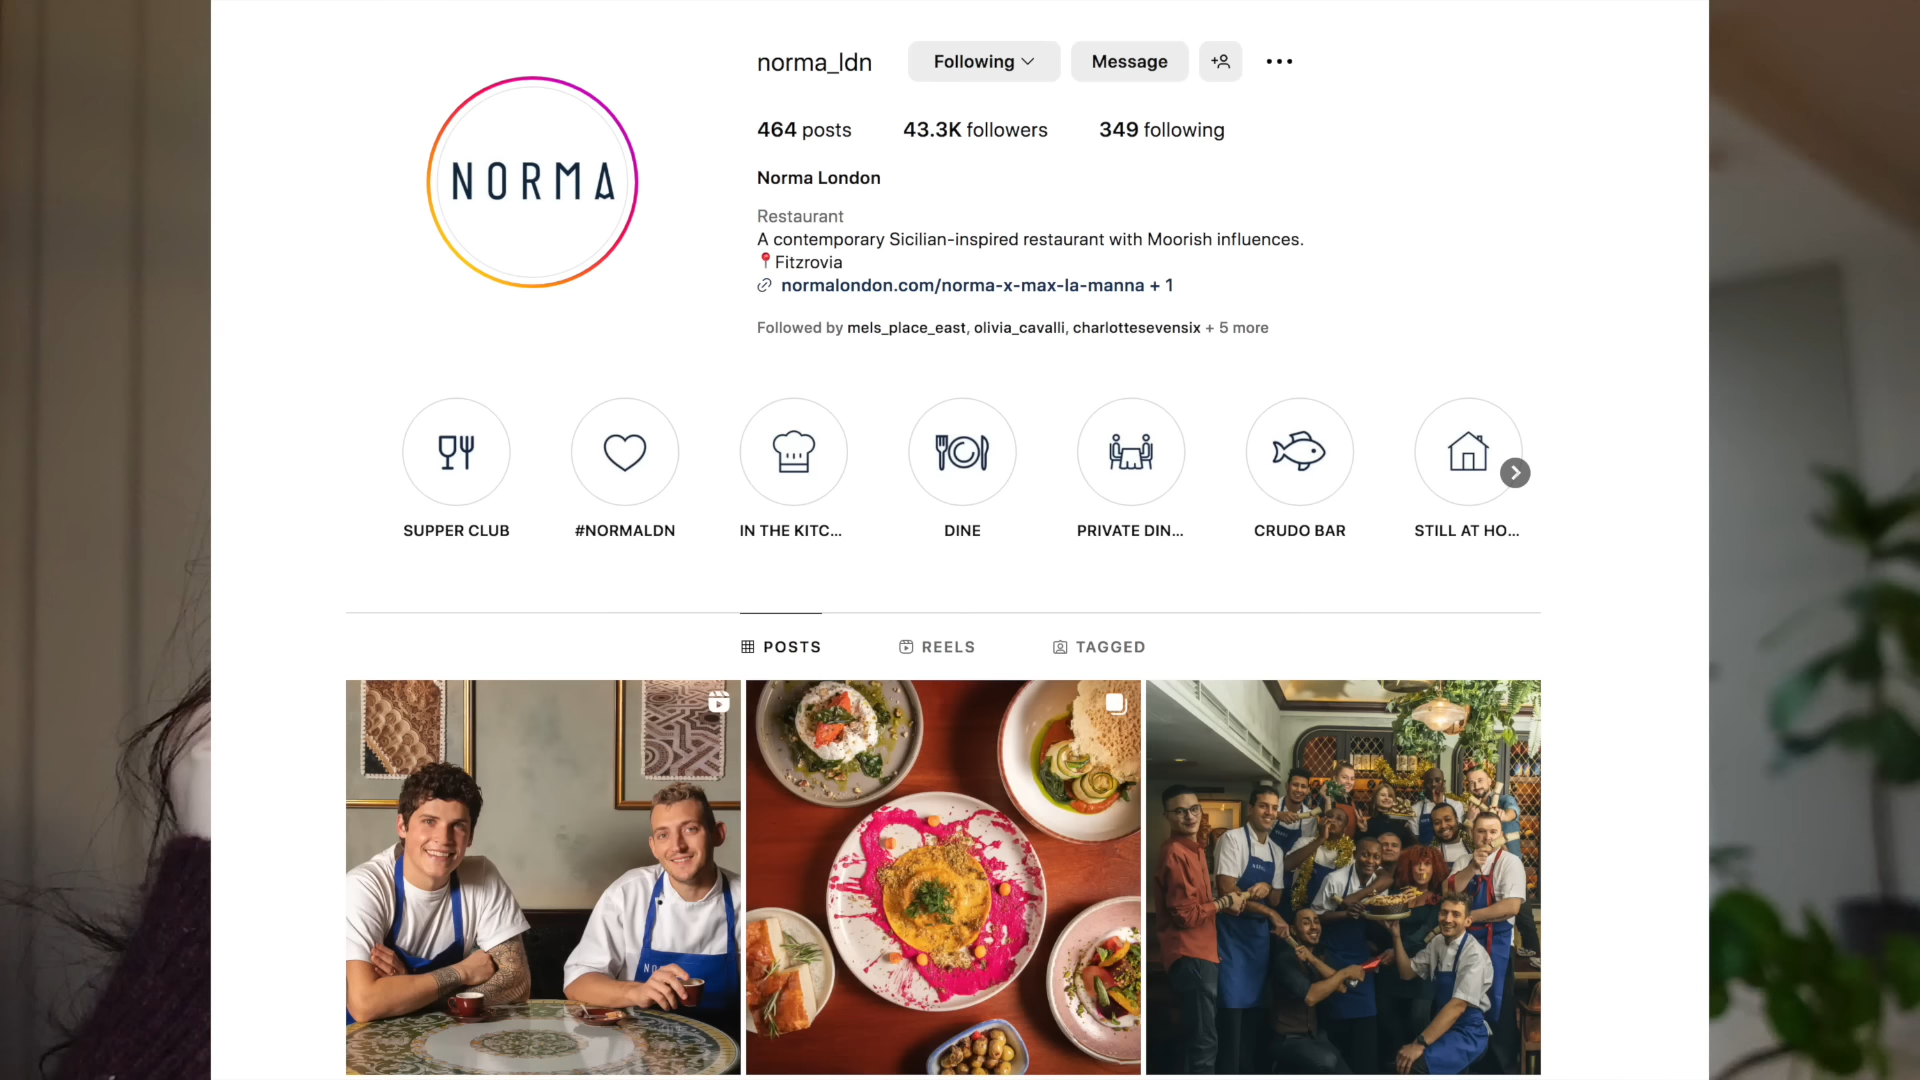 norma_ldn
Following
Message
464 posts
43.3K followers
349 following
NORMA
Norma London
Restaurant
A contemporary Sicilian-inspired restaurant with Moorish influences.
📍Fitzrovia
normalondon.com/norma-x-max-la-manna + 1
Followed by mels_place_east, olivia_cavalli, charlottesevensix + 5 more
SUPPER CLUB
#NORMALDN
IN THE KITC...
DINE
PRIVATE DIN...
CRUDO BAR
STILL AT HO...
POSTS
REELS
TAGGED